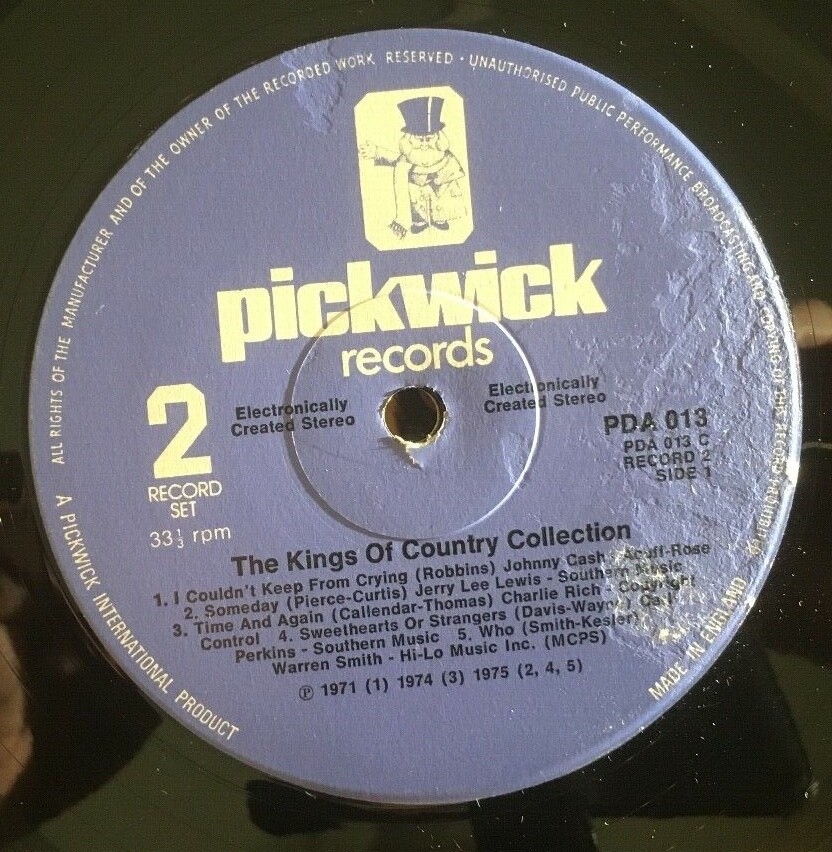 ALL RIGHTS OF THE MANUFACTURER AND OF THE OWNER OF THE RECORDED WORK RESERVED · UNAUTHORISED PUBLIC PERFORMANCE BROADCASTING AND COPYING OF THIS RECORD PROHIBITED
pickwick
records
Electronically
Created Stereo
Electronically
Created Stereo
2
RECORD
SET
33⅓ rpm
PDA 013
PDA 013 C
RECORD 2
SIDE 1
The Kings Of Country Collection
1. I Couldn't Keep From Crying (Robbins) Johnny Cash - Acuff-Rose
2. Someday (Pierce-Curtis) Jerry Lee Lewis - Southern Music
3. Time And Again (Callendar-Thomas) Charlie Rich - Copyright
Control 4. Sweethearts Or Strangers (Davis-Wayne) Carl
Perkins - Southern Music 5. Who (Smith-Kesler)
Warren Smith - Hi-Lo Music Inc. (MCPS)
℗ 1971 (1) 1974 (3) 1975 (2, 4, 5)
A PICKWICK INTERNATIONAL PRODUCT
MADE IN ENGLAND